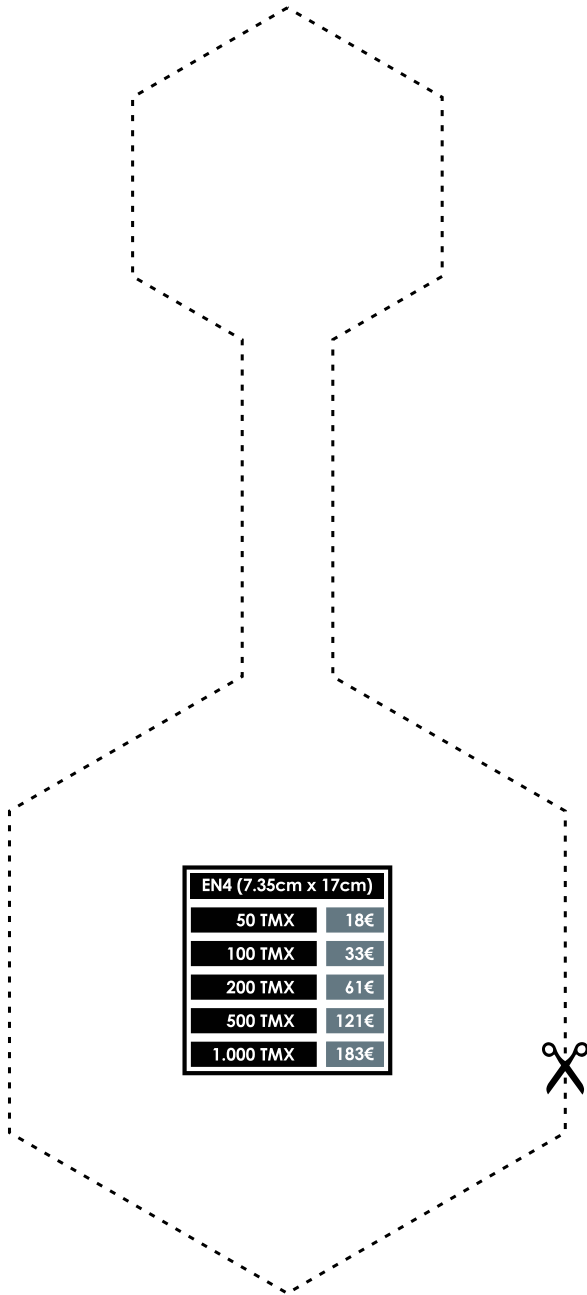 EN4 (7.35cm x 17cm)
50 TMX 18€
100 TMX 33€
200 TMX 61€
500 TMX 121€
1.000 TMX 183€